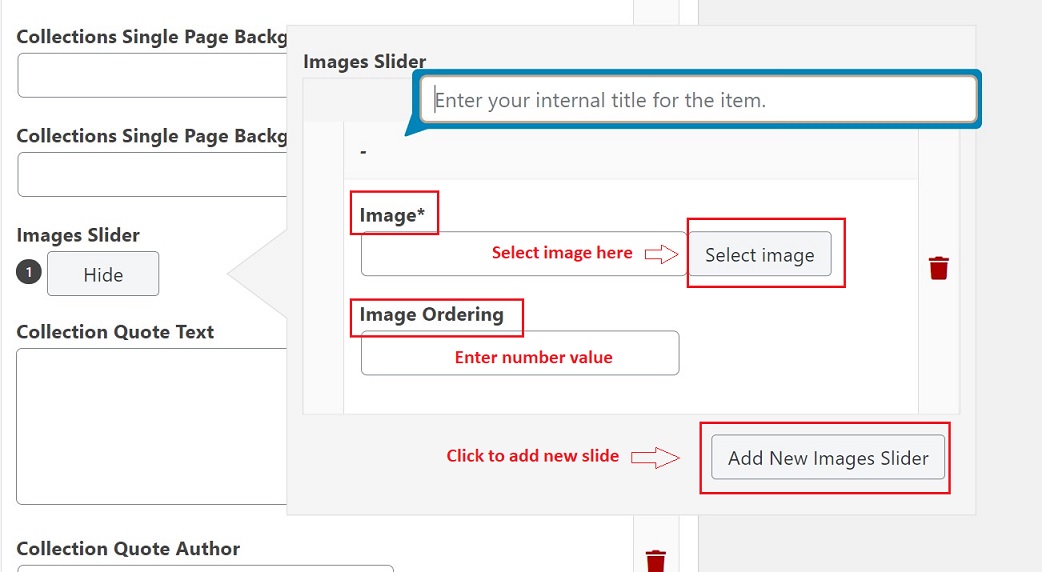 Collections Single Page Backg
Collections Single Page Backg
Images Slider
1
Hide
Collection Quote Text
Collection Quote Author
Images Slider
Enter your internal title for the item.
-
Image*
Select image here
Select image
Image Ordering
Enter number value
Click to add new slide
Add New Images Slider